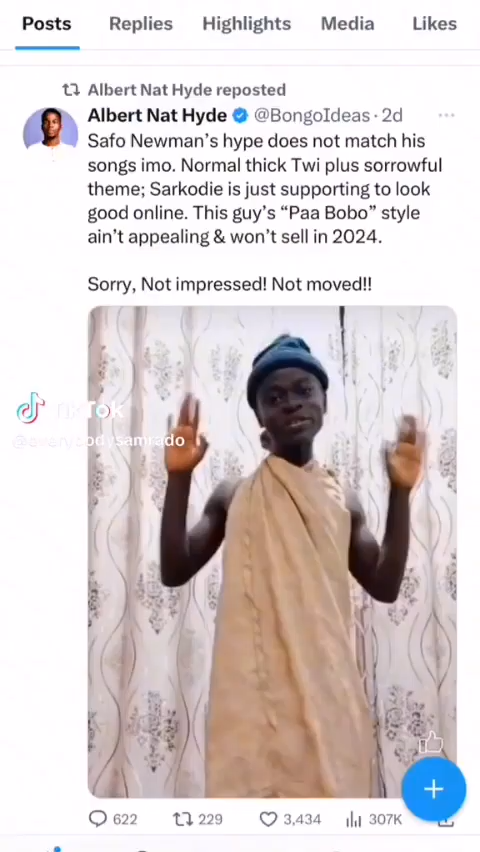 Posts Replies Highlights Media Likes
Albert Nat Hyde reposted
Albert Nat Hyde @BongoIdeas · 2d
Safo Newman's hype does not match his
songs imo. Normal thick Twi plus sorrowful
theme; Sarkodie is just supporting to look
good online. This guy's “Paa Bobo” style
ain't appealing & won't sell in 2024.
Sorry, Not impressed! Not moved!!
TikTok
@everybodysamrado
622 229 3,434 307K